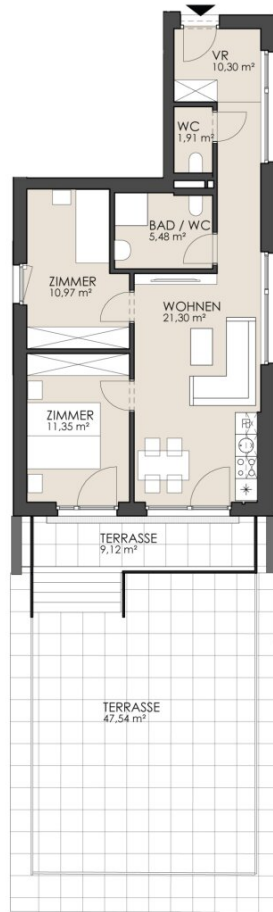 VR
10,30 m²
WC
1,91 m²
BAD / WC
5,48 m²
ZIMMER
10,97 m²
WOHNEN
21,30 m²
ZIMMER
11,35 m²
TERRASSE
9,12 m²
TERRASSE
47,54 m²